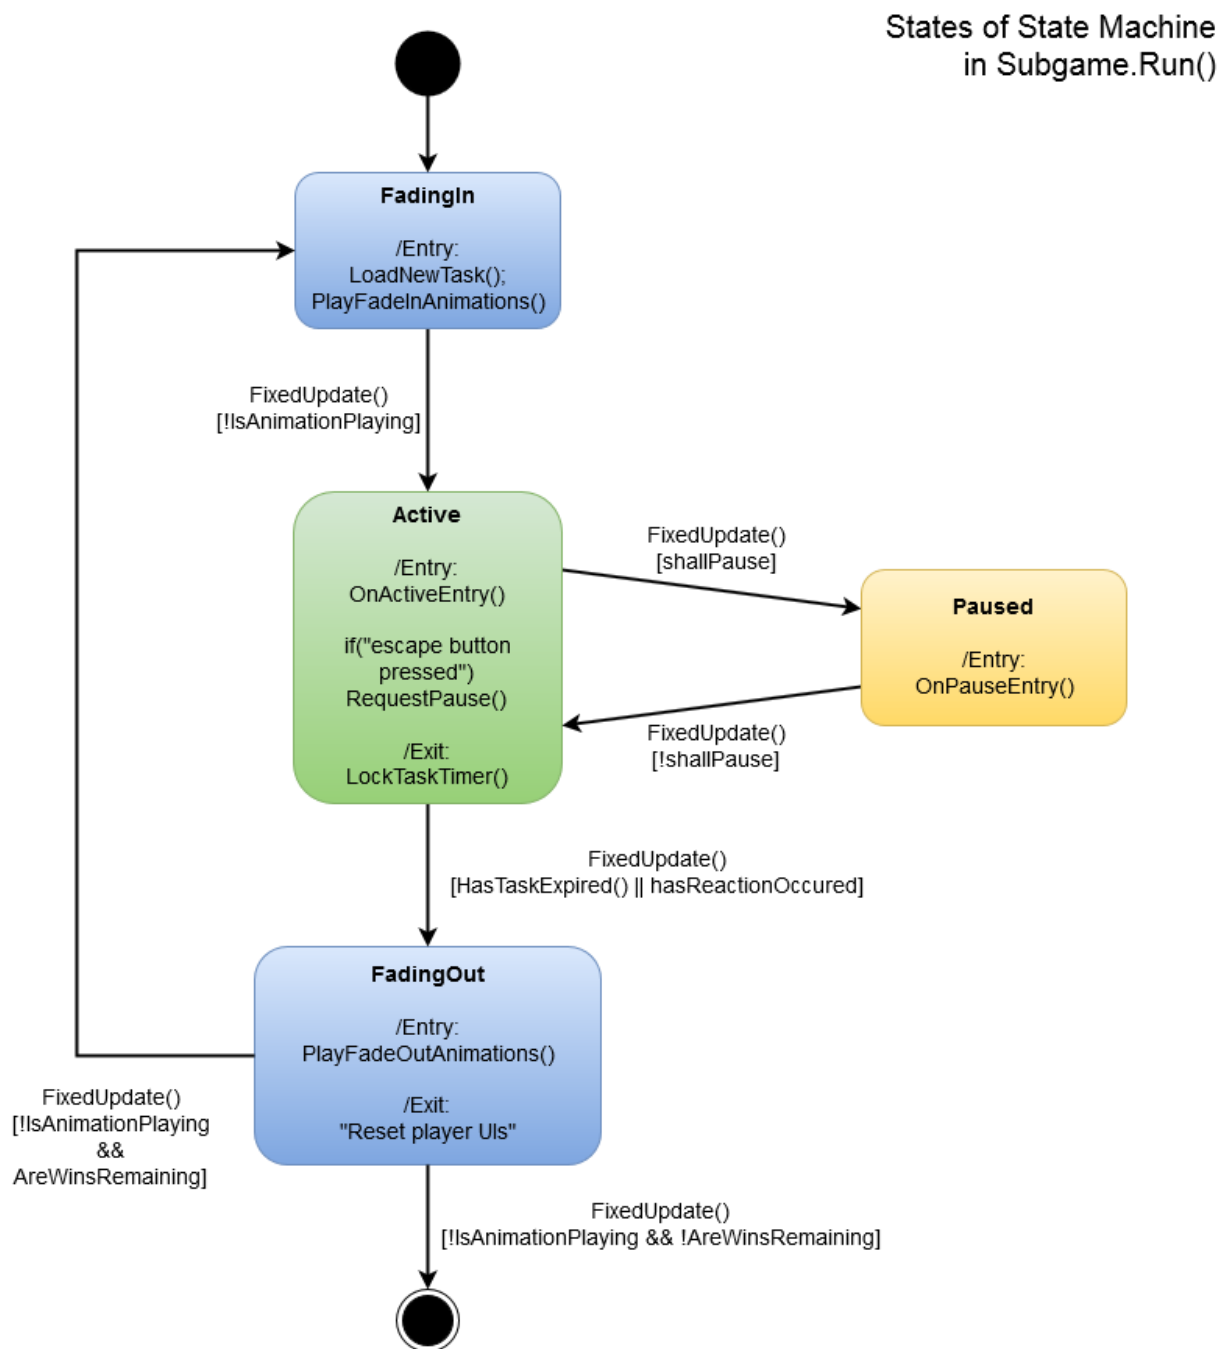 States of State Machine
in Subgame.Run()
FadingIn
/Entry:
LoadNewTask();
PlayFadeInAnimations()
FixedUpdate()
[!IsAnimationPlaying]
Active
/Entry:
OnActiveEntry()
if("escape button
pressed")
RequestPause()
/Exit:
LockTaskTimer()
FixedUpdate()
[shallPause]
Paused
/Entry:
OnPauseEntry()
FixedUpdate()
[!shallPause]
FixedUpdate()
[HasTaskExpired() || hasReactionOccured]
FadingOut
/Entry:
PlayFadeOutAnimations()
/Exit:
"Reset player UIs"
FixedUpdate()
[!IsAnimationPlaying
&&
AreWinsRemaining]
FixedUpdate()
[!IsAnimationPlaying && !AreWinsRemaining]